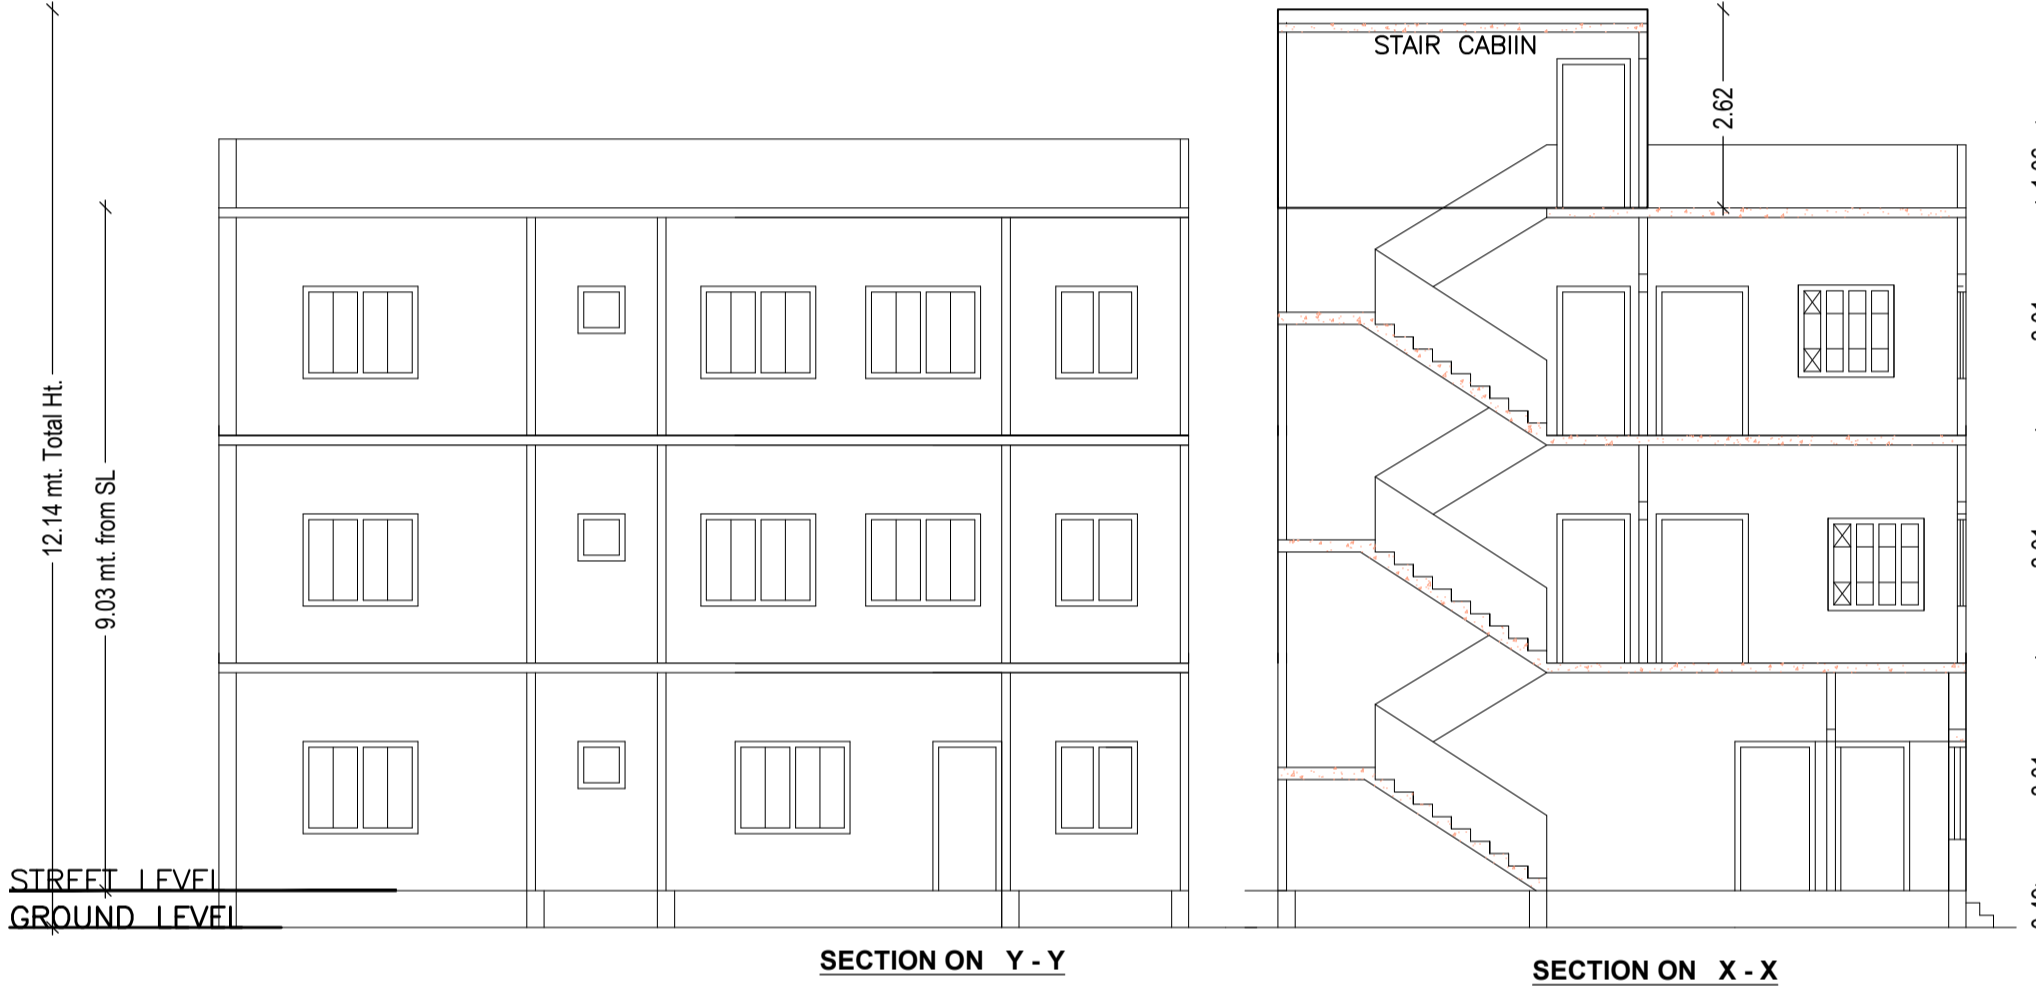 STAIR CABIIN
2.62
12.14 mt. Total Ht.
9.03 mt. from SL
STREET LEVEL
GROUND LEVEL
SECTION ON Y - Y
SECTION ON X - X